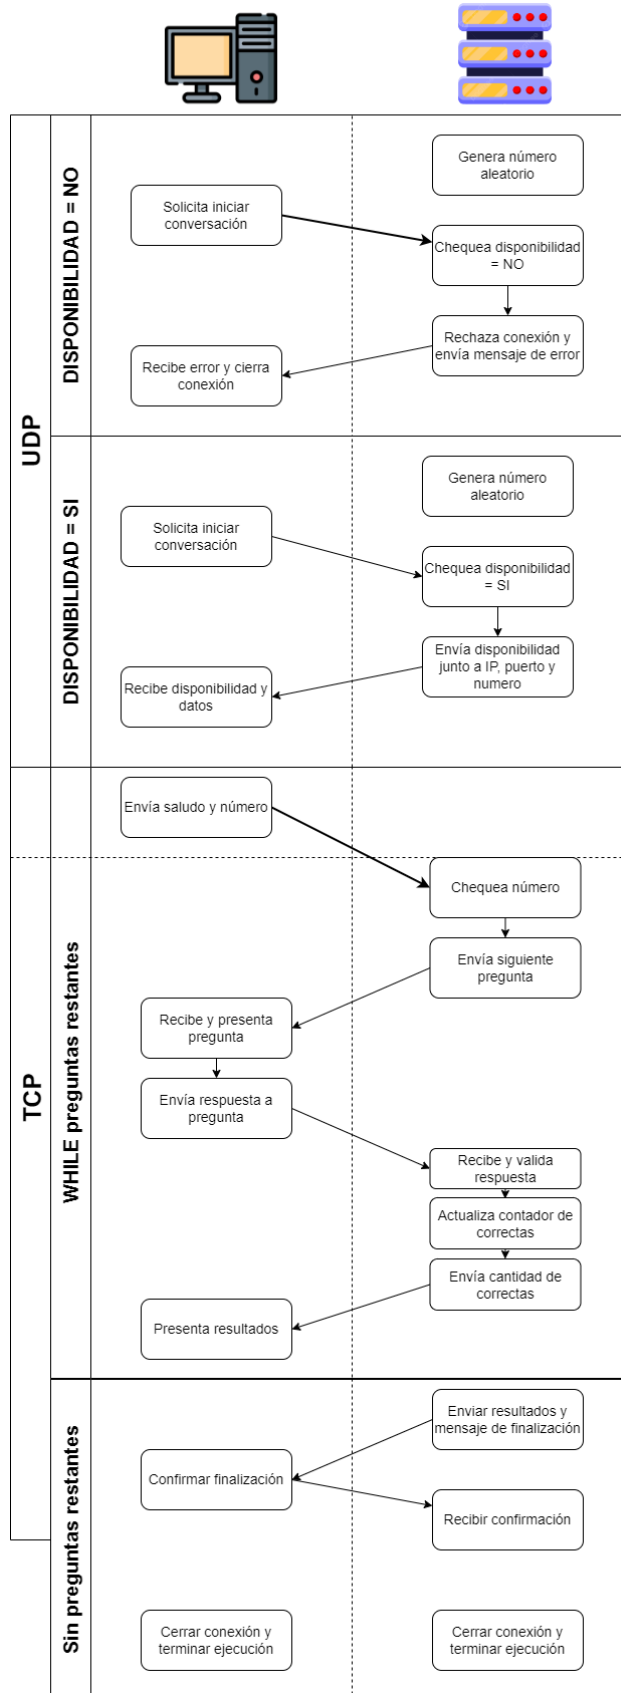 UDP
DISPONIBILIDAD = NO
Genera número
aleatorio
Solicita iniciar
conversación
Chequea disponibilidad
= NO
Rechaza conexión y
envía mensaje de error
Recibe error y cierra
conexión
DISPONIBILIDAD = SI
Genera número
aleatorio
Solicita iniciar
conversación
Chequea disponibilidad
= SI
Envía disponibilidad
junto a IP, puerto y
numero
Recibe disponibilidad y
datos
TCP
WHILE preguntas restantes
Envía saludo y número
Chequea número
Envía siguiente
pregunta
Recibe y presenta
pregunta
Envía respuesta a
pregunta
Recibe y valida
respuesta
Actualiza contador de
correctas
Envía cantidad de
correctas
Presenta resultados
Sin preguntas restantes
Enviar resultados y
mensaje de finalización
Confirmar finalización
Recibir confirmación
Cerrar conexión y
terminar ejecución
Cerrar conexión y
terminar ejecución